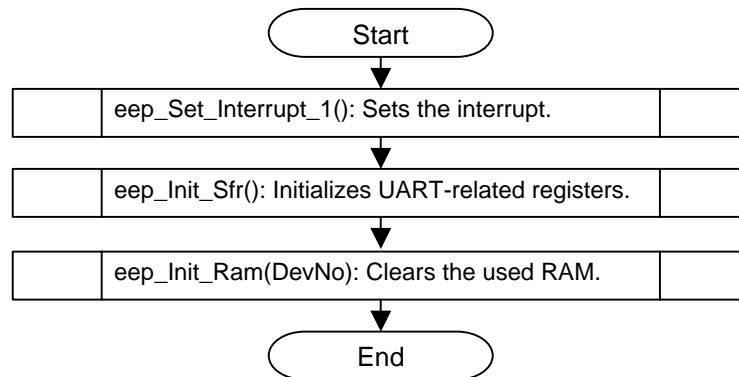 Start
eep_Set_Interrupt_1(): Sets the interrupt.
eep_Init_Sfr(): Initializes UART-related registers.
eep_Init_Ram(DevNo): Clears the used RAM.
End